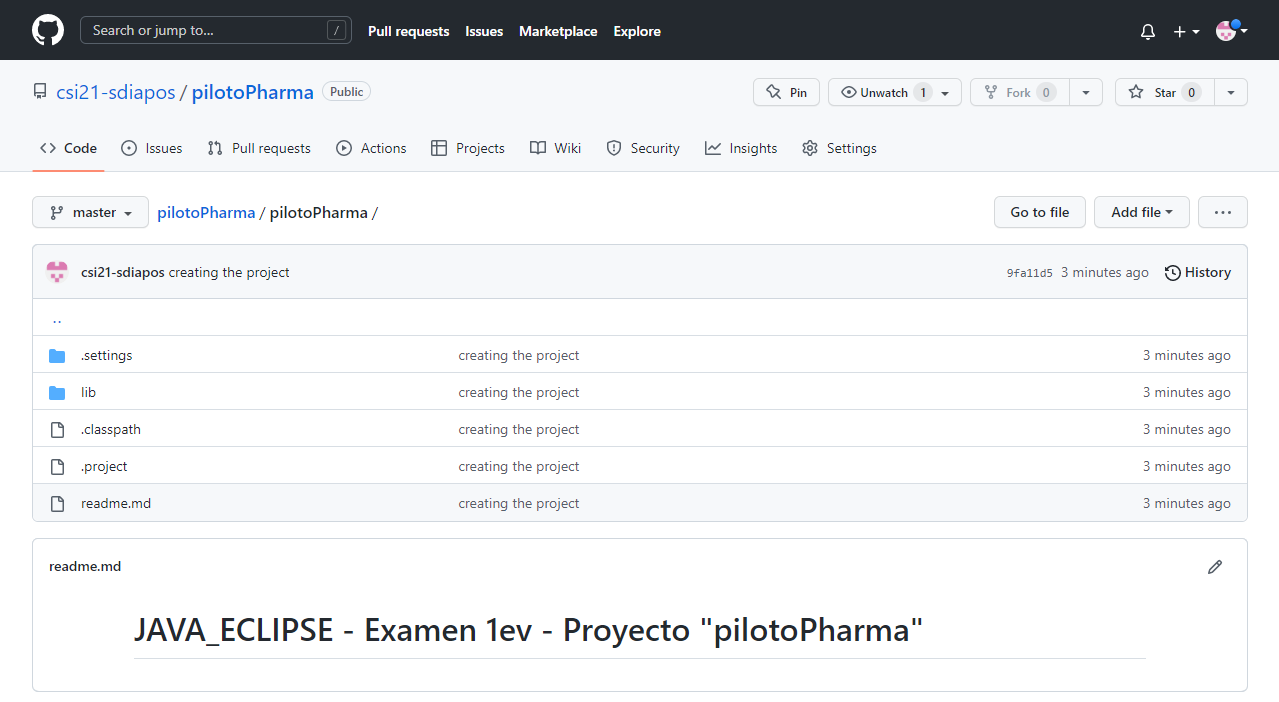 Search or jump to... / Pull requests Issues Marketplace Explore
csi21-sdiapos / pilotoPharma Public Pin Unwatch 1 Fork 0 Star 0
Code Issues Pull requests Actions Projects Wiki Security Insights Settings
master pilotoPharma / pilotoPharma / Go to file Add file ...
csi21-sdiapos creating the project 9fa11d5 3 minutes ago History
..
.settings creating the project 3 minutes ago
lib creating the project 3 minutes ago
.classpath creating the project 3 minutes ago
.project creating the project 3 minutes ago
readme.md creating the project 3 minutes ago
readme.md
JAVA_ECLIPSE - Examen 1ev - Proyecto "pilotoPharma"